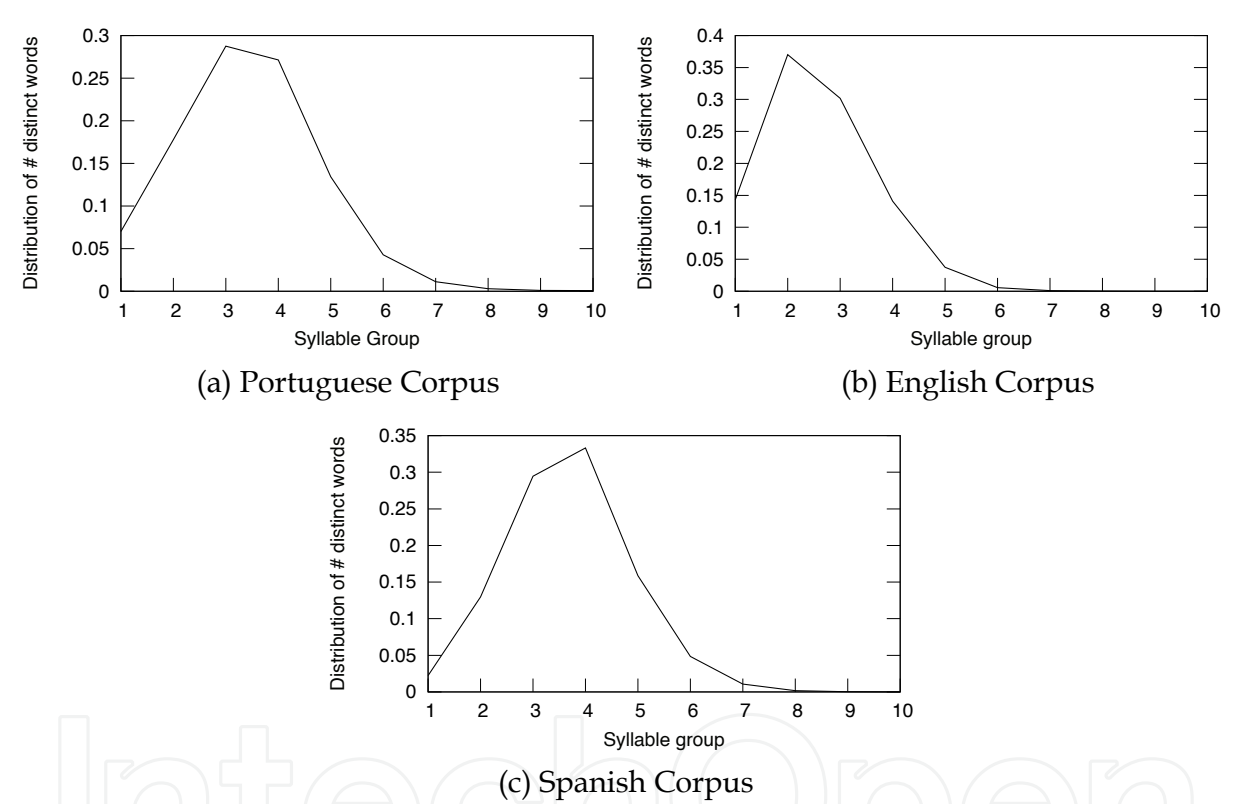 Distribution of # distinct words
0.3
0.25
0.2
0.15
0.1
0.05
0
1 2 3 4 5 6 7 8 9 10
Syllable Group
(a) Portuguese Corpus
Distribution of # distinct words
0.4
0.35
0.3
0.25
0.2
0.15
0.1
0.05
0
1 2 3 4 5 6 7 8 9 10
Syllable group
(b) English Corpus
Distribution of # distinct words
0.35
0.3
0.25
0.2
0.15
0.1
0.05
0
1 2 3 4 5 6 7 8 9 10
Syllable group
(c) Spanish Corpus
IntechOpen